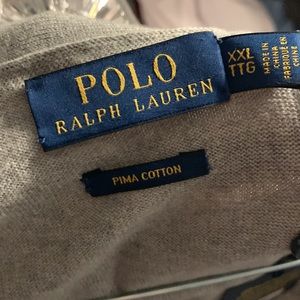 POLO
RALPH LAUREN
XXL
TTG
MADE IN
CHINA
FABRIQUÉ EN
CHINE
PIMA COTTON